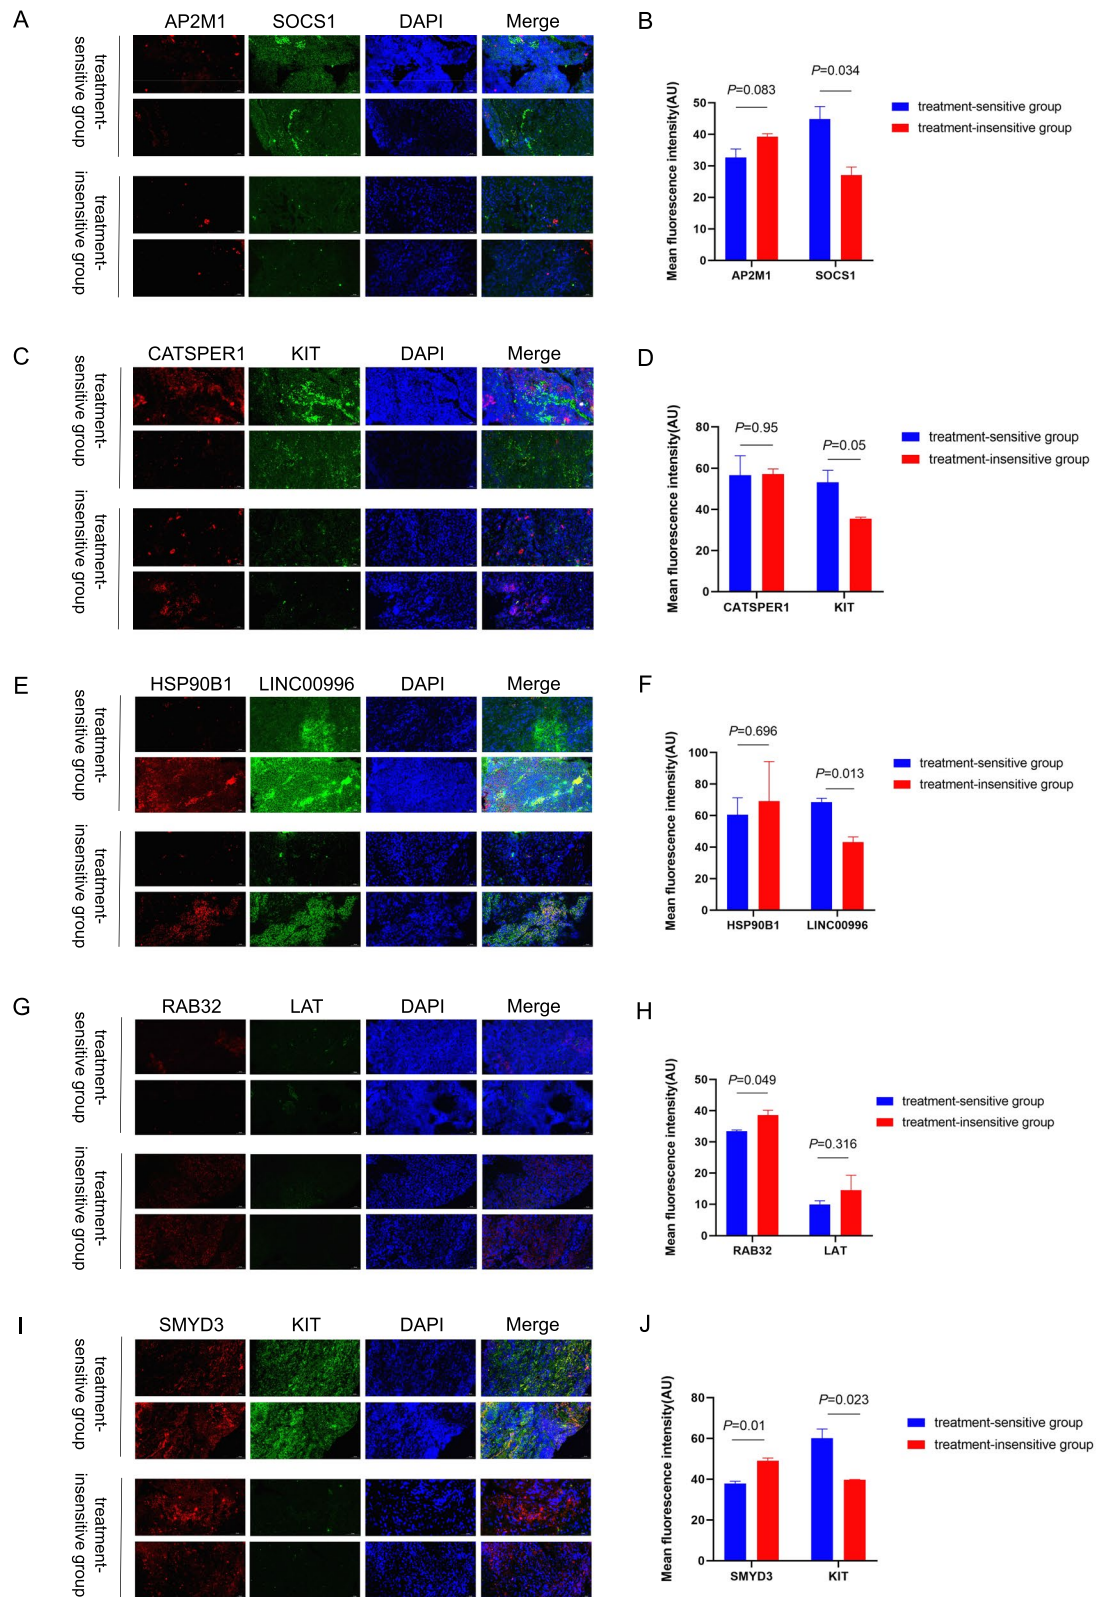 A
AP2M1 SOCS1 DAPI Merge
treatment-
sensitive group
treatment-
insensitive group
B
Mean fluorescence intensity(AU)
50
40
30
20
10
0
P=0.083
P=0.034
AP2M1 SOCS1
treatment-sensitive group
treatment-insensitive group
C
CATSPER1 KIT DAPI Merge
treatment-
sensitive group
treatment-
insensitive group
D
Mean fluorescence intensity(AU)
80
60
40
20
0
P=0.95
P=0.05
CATSPER1 KIT
treatment-sensitive group
treatment-insensitive group
E
HSP90B1 LINC00996 DAPI Merge
treatment-
sensitive group
treatment-
insensitive group
F
Mean fluorescence intensity(AU)
100
80
60
40
20
0
P=0.696
P=0.013
HSP90B1 LINC00996
treatment-sensitive group
treatment-insensitive group
G
RAB32 LAT DAPI Merge
treatment-
sensitive group
treatment-
insensitive group
H
Mean fluorescence intensity(AU)
50
40
30
20
10
0
P=0.049
P=0.316
RAB32 LAT
treatment-sensitive group
treatment-insensitive group
I
SMYD3 KIT DAPI Merge
treatment-
sensitive group
treatment-
insensitive group
J
Mean fluorescence intensity(AU)
80
60
40
20
0
P=0.01
P=0.023
SMYD3 KIT
treatment-sensitive group
treatment-insensitive group